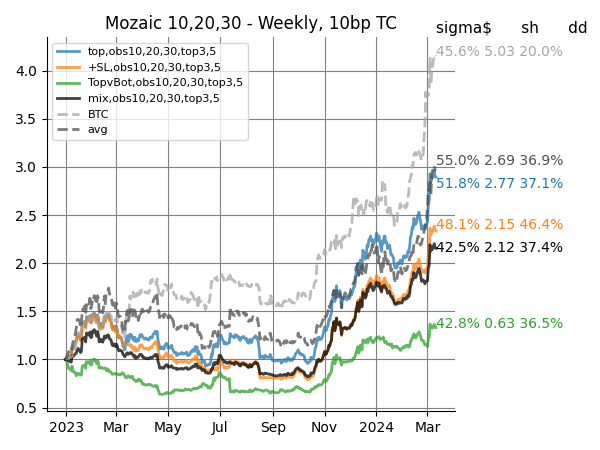 Mozaic 10,20,30 - Weekly, 10bp TC
sigma$ sh dd
top,obs10,20,30,top3,5
+SL,obs10,20,30,top3,5
TopvBot,obs10,20,30,top3,5
mix,obs10,20,30,top3,5
BTC
avg
45.6% 5.03 20.0%
55.0% 2.69 36.9%
51.8% 2.77 37.1%
48.1% 2.15 46.4%
42.5% 2.12 37.4%
42.8% 0.63 36.5%
4.0
3.5
3.0
2.5
2.0
1.5
1.0
0.5
2023 Mar May Jul Sep Nov 2024 Mar